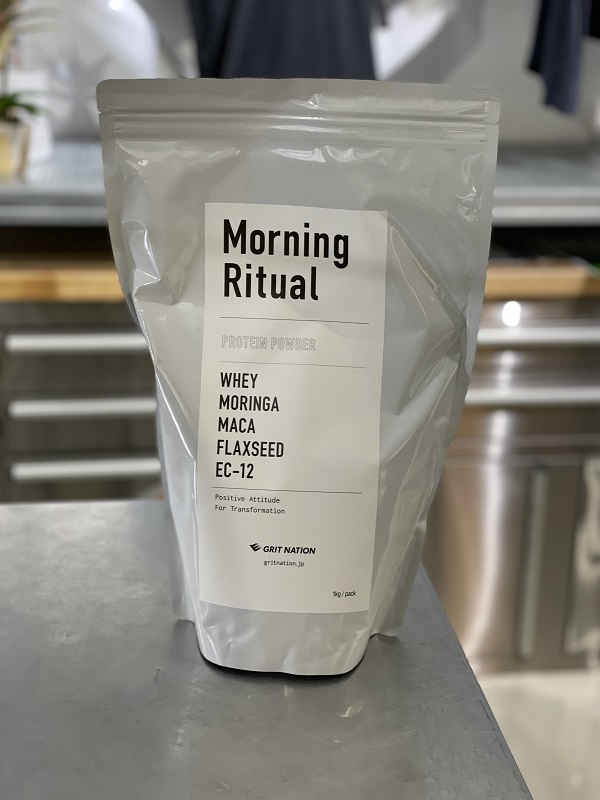 Morning
Ritual
PROTEIN POWDER
WHEY
MORINGA
MACA
FLAXSEED
EC-12
Positive Attitude
For Transformation
GRIT NATION
gritnation.jp
1kg / pack